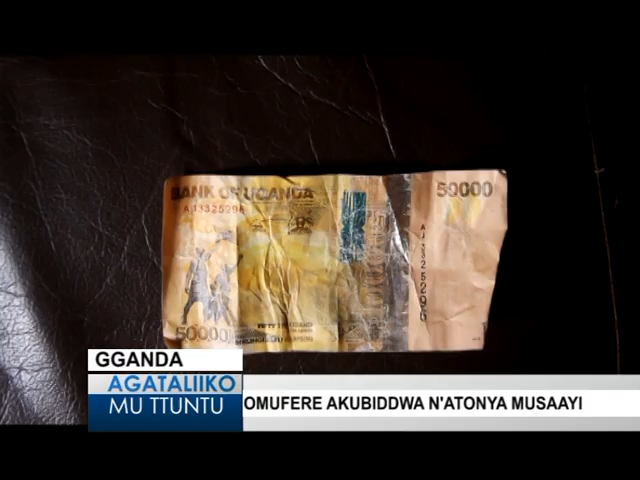 BANK OF UGANDA
50000
50000
GGANDA
AGATALIIKO
MU TTUNTU
OMUFERE AKUBIDDWA N'ATONYA MUSAAYI